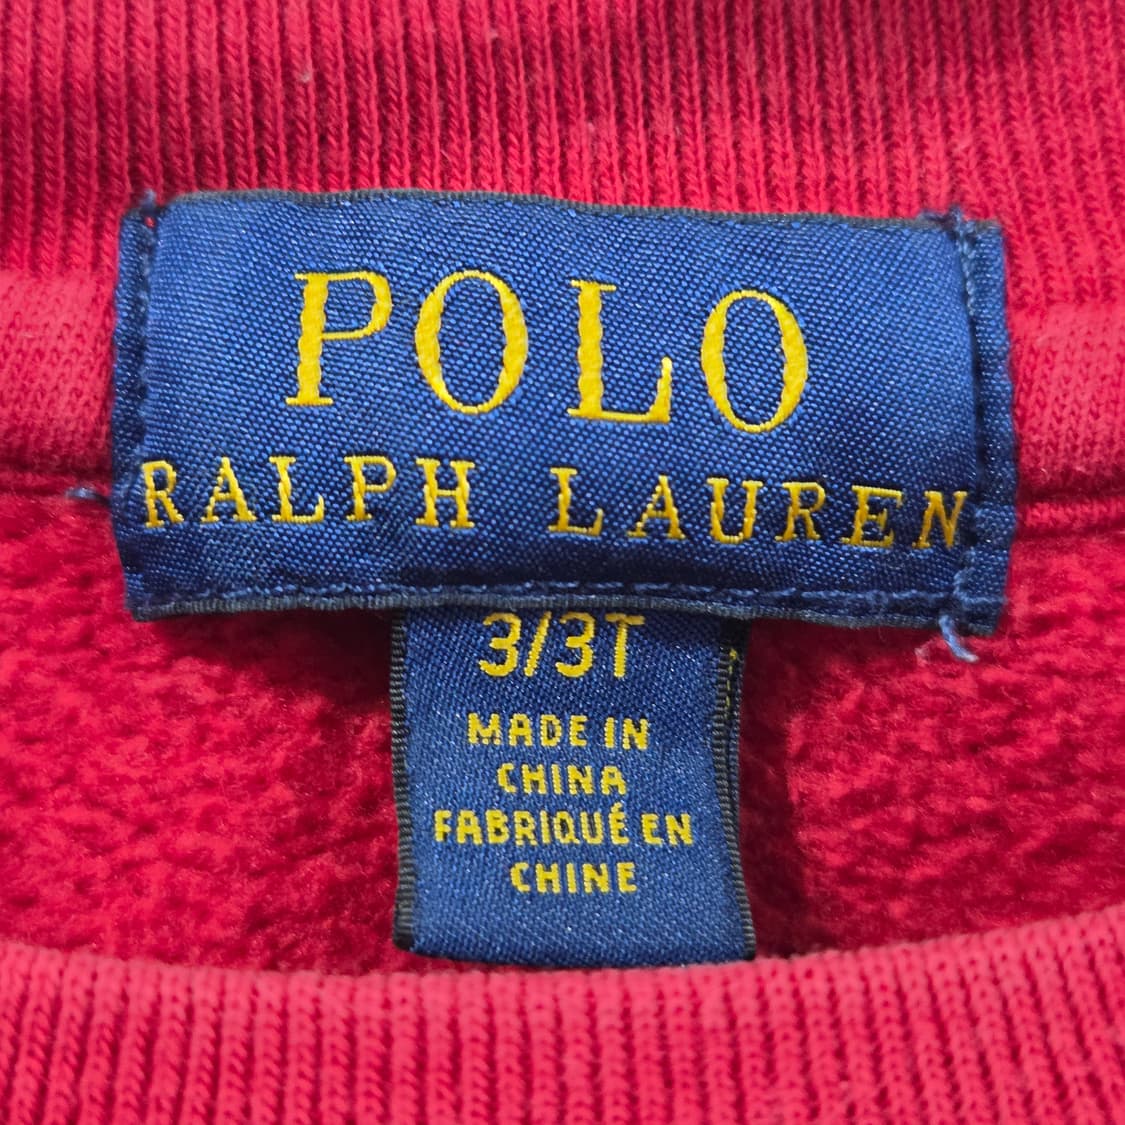 POLO
RALPH LAUREN
3/3T
MADE IN
CHINA
FABRIQUÉ EN
CHINE